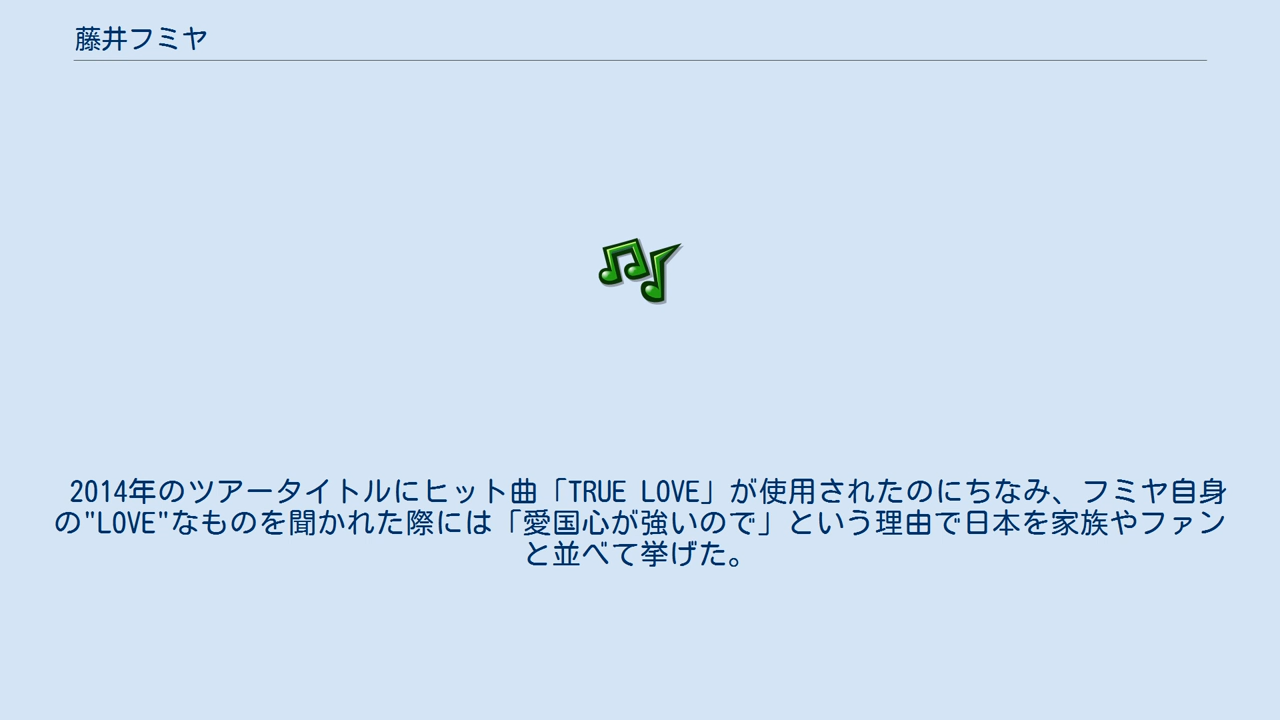 藤井フミヤ
2014年のツアータイトルにヒット曲「TRUE LOVE」が使用されたのにちなみ、フミヤ自身
の"LOVE"なものを聞かれた際には「愛国心が強いので」という理由で日本を家族やファン
と並べて挙げた。